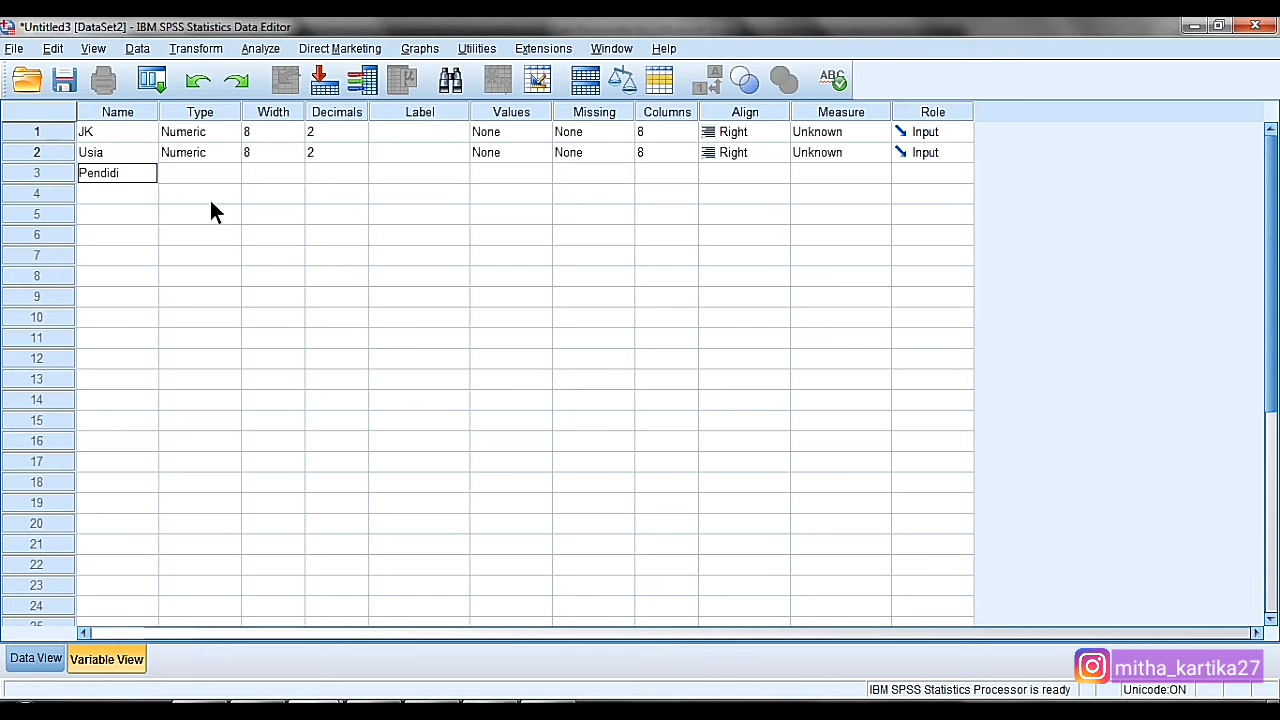 *Untitled3 [DataSet2] - IBM SPSS Statistics Data Editor
File Edit View Data Transform Analyze Direct Marketing Graphs Utilities Extensions Window Help
Name Type Width Decimals Label Values Missing Columns Align Measure Role
1 JK Numeric 8 2 None None 8 Right Unknown Input
2 Usia Numeric 8 2 None None 8 Right Unknown Input
3 Pendidi
4
5
6
7
8
9
10
11
12
13
14
15
16
17
18
19
20
21
22
23
24
25
Data View Variable View
mitha_kartika27
IBM SPSS Statistics Processor is ready Unicode:ON